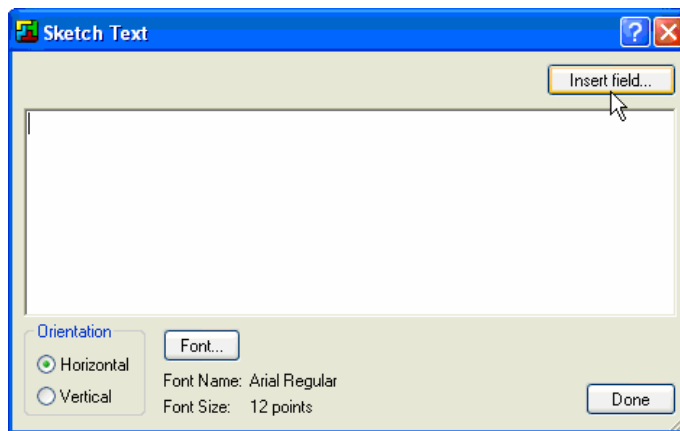 Sketch Text
Insert field...
Orientation
Horizontal
Vertical
Font...
Font Name: Arial Regular
Font Size: 12 points
Done